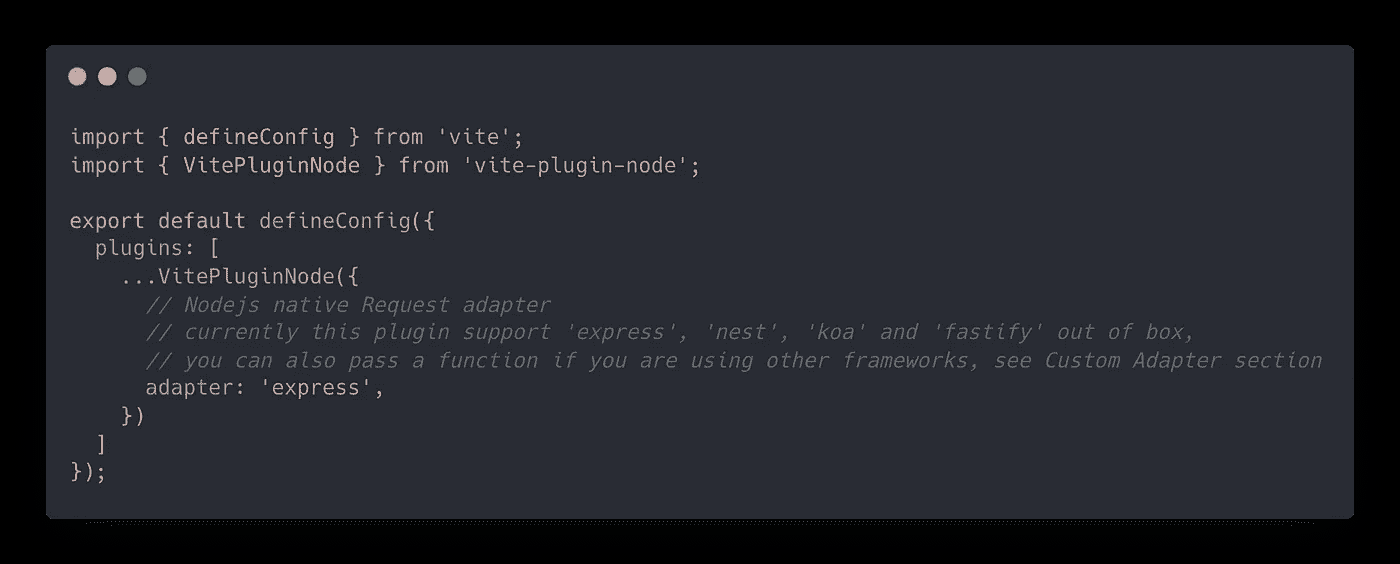 import { defineConfig } from 'vite';
import { VitePluginNode } from 'vite-plugin-node';

export default defineConfig({
  plugins: [
    ...VitePluginNode({
      // Nodejs native Request adapter
      // currently this plugin support 'express', 'nest', 'koa' and 'fastify' out of box,
      // you can also pass a function if you are using other frameworks, see Custom Adapter section
      adapter: 'express',
    })
  ]
});